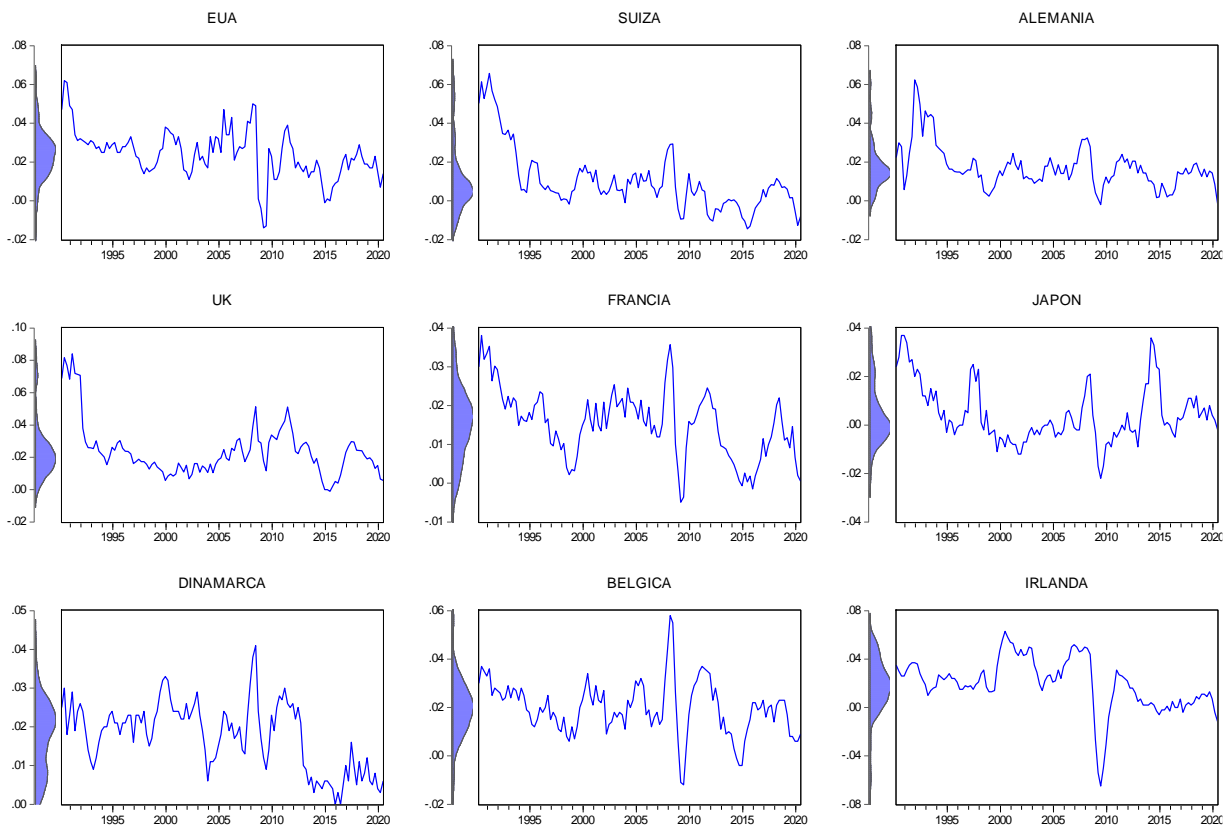 EUA SUIZA ALEMANIA
.08 .08 .08
.06 .06 .06
.04 .04 .04
.02 .02 .02
.00 .00 .00
-.02 -.02 -.02
1995 2000 2005 2010 2015 2020 1995 2000 2005 2010 2015 2020 1995 2000 2005 2010 2015 2020
UK FRANCIA JAPON
.10 .04 .04
.08 .03 .02
.06 .02 .00
.04 .01 -.02
.02 .00 -.04
.00 -.01
-.02
1995 2000 2005 2010 2015 2020 1995 2000 2005 2010 2015 2020 1995 2000 2005 2010 2015 2020
DINAMARCA BELGICA IRLANDA
.05 .06 .08
.04 .04 .04
.03 .02 .00
.02 .00 -.04
.01 -.02 -.08
.00
1995 2000 2005 2010 2015 2020 1995 2000 2005 2010 2015 2020 1995 2000 2005 2010 2015 2020